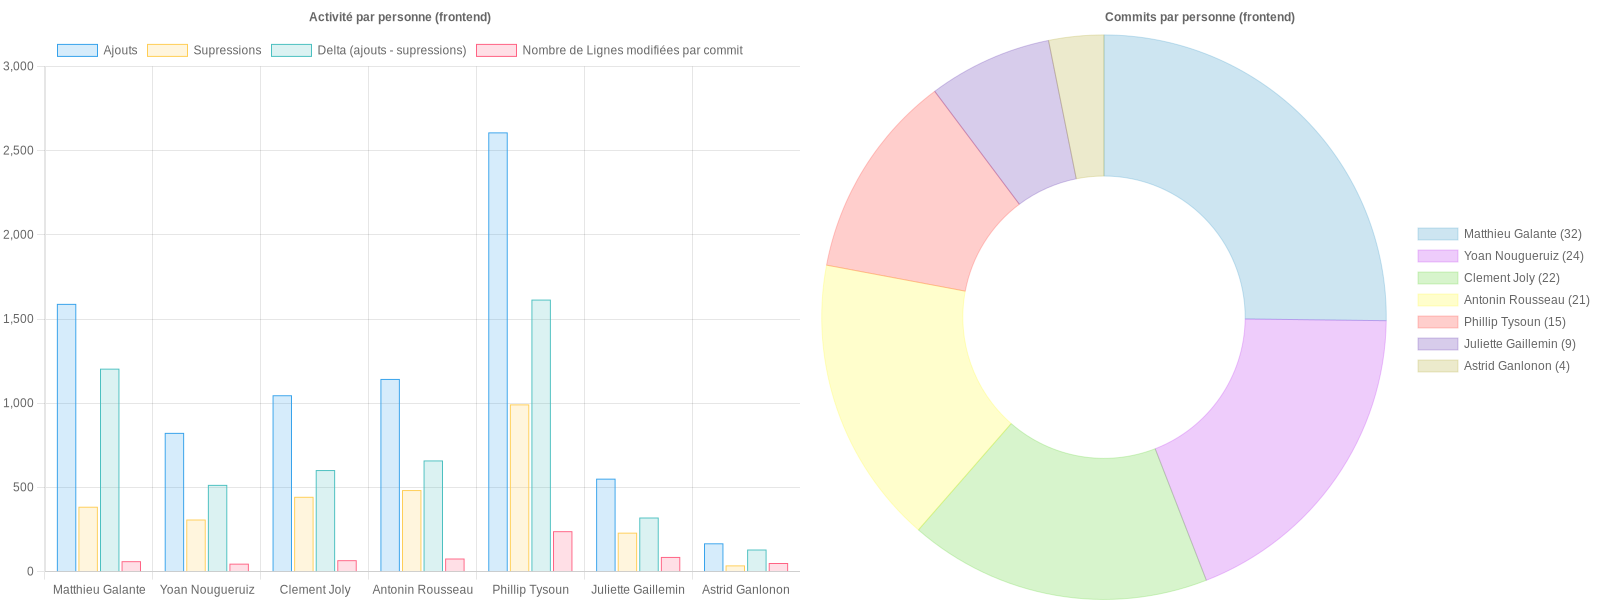 Activité par personne (frontend)
Ajouts
Supressions
Delta (ajouts - supressions)
Nombre de Lignes modifiées par commit
3,000
2,500
2,000
1,500
1,000
500
0
Matthieu Galante
Yoan Nougueruiz
Clement Joly
Antonin Rousseau
Phillip Tysoun
Juliette Gaillemin
Astrid Ganlonon
Commits par personne (frontend)
Matthieu Galante (32)
Yoan Nougueruiz (24)
Clement Joly (22)
Antonin Rousseau (21)
Phillip Tysoun (15)
Juliette Gaillemin (9)
Astrid Ganlonon (4)